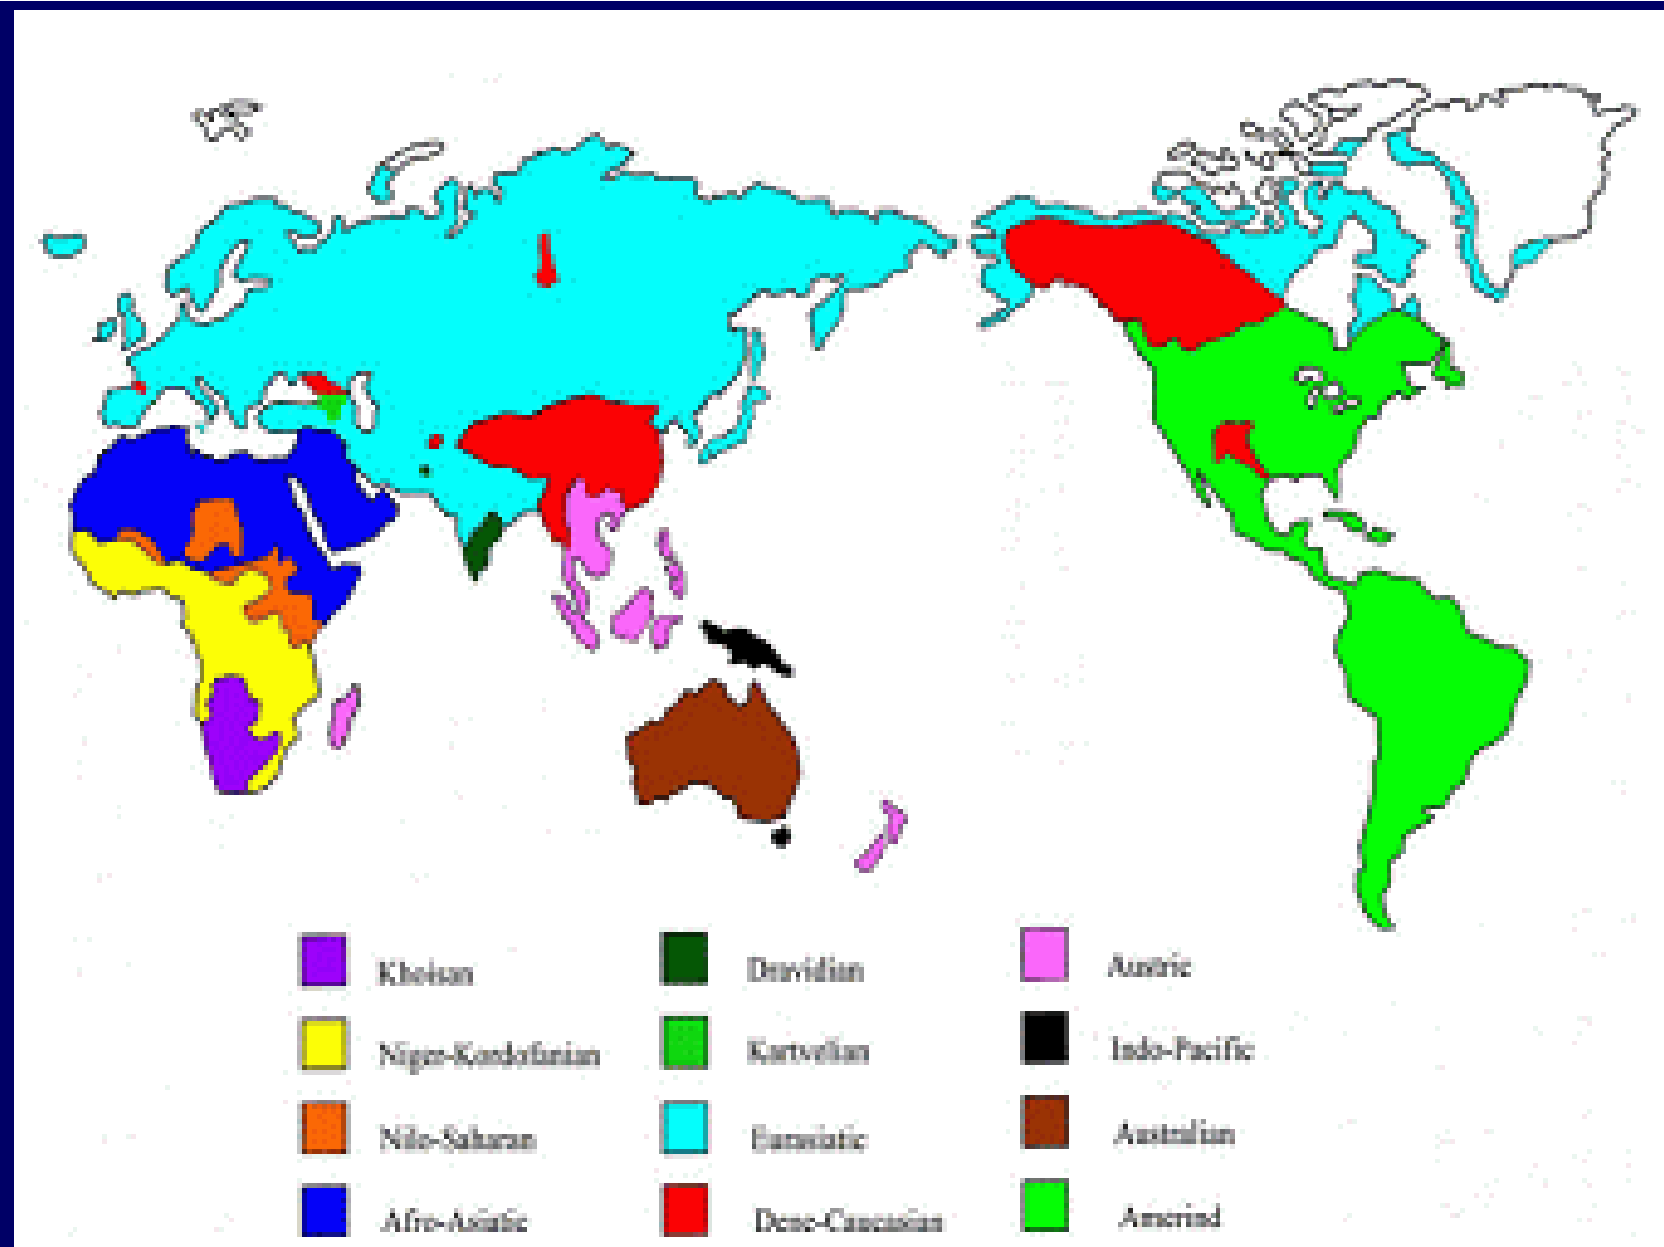 Khoisan
Dravidian
Austric
Niger-Kordofanian
Kartvelian
Indo-Pacific
Nilo-Saharan
Eurasiatic
Australian
Afro-Asiatic
Dene-Caucasian
Amerind